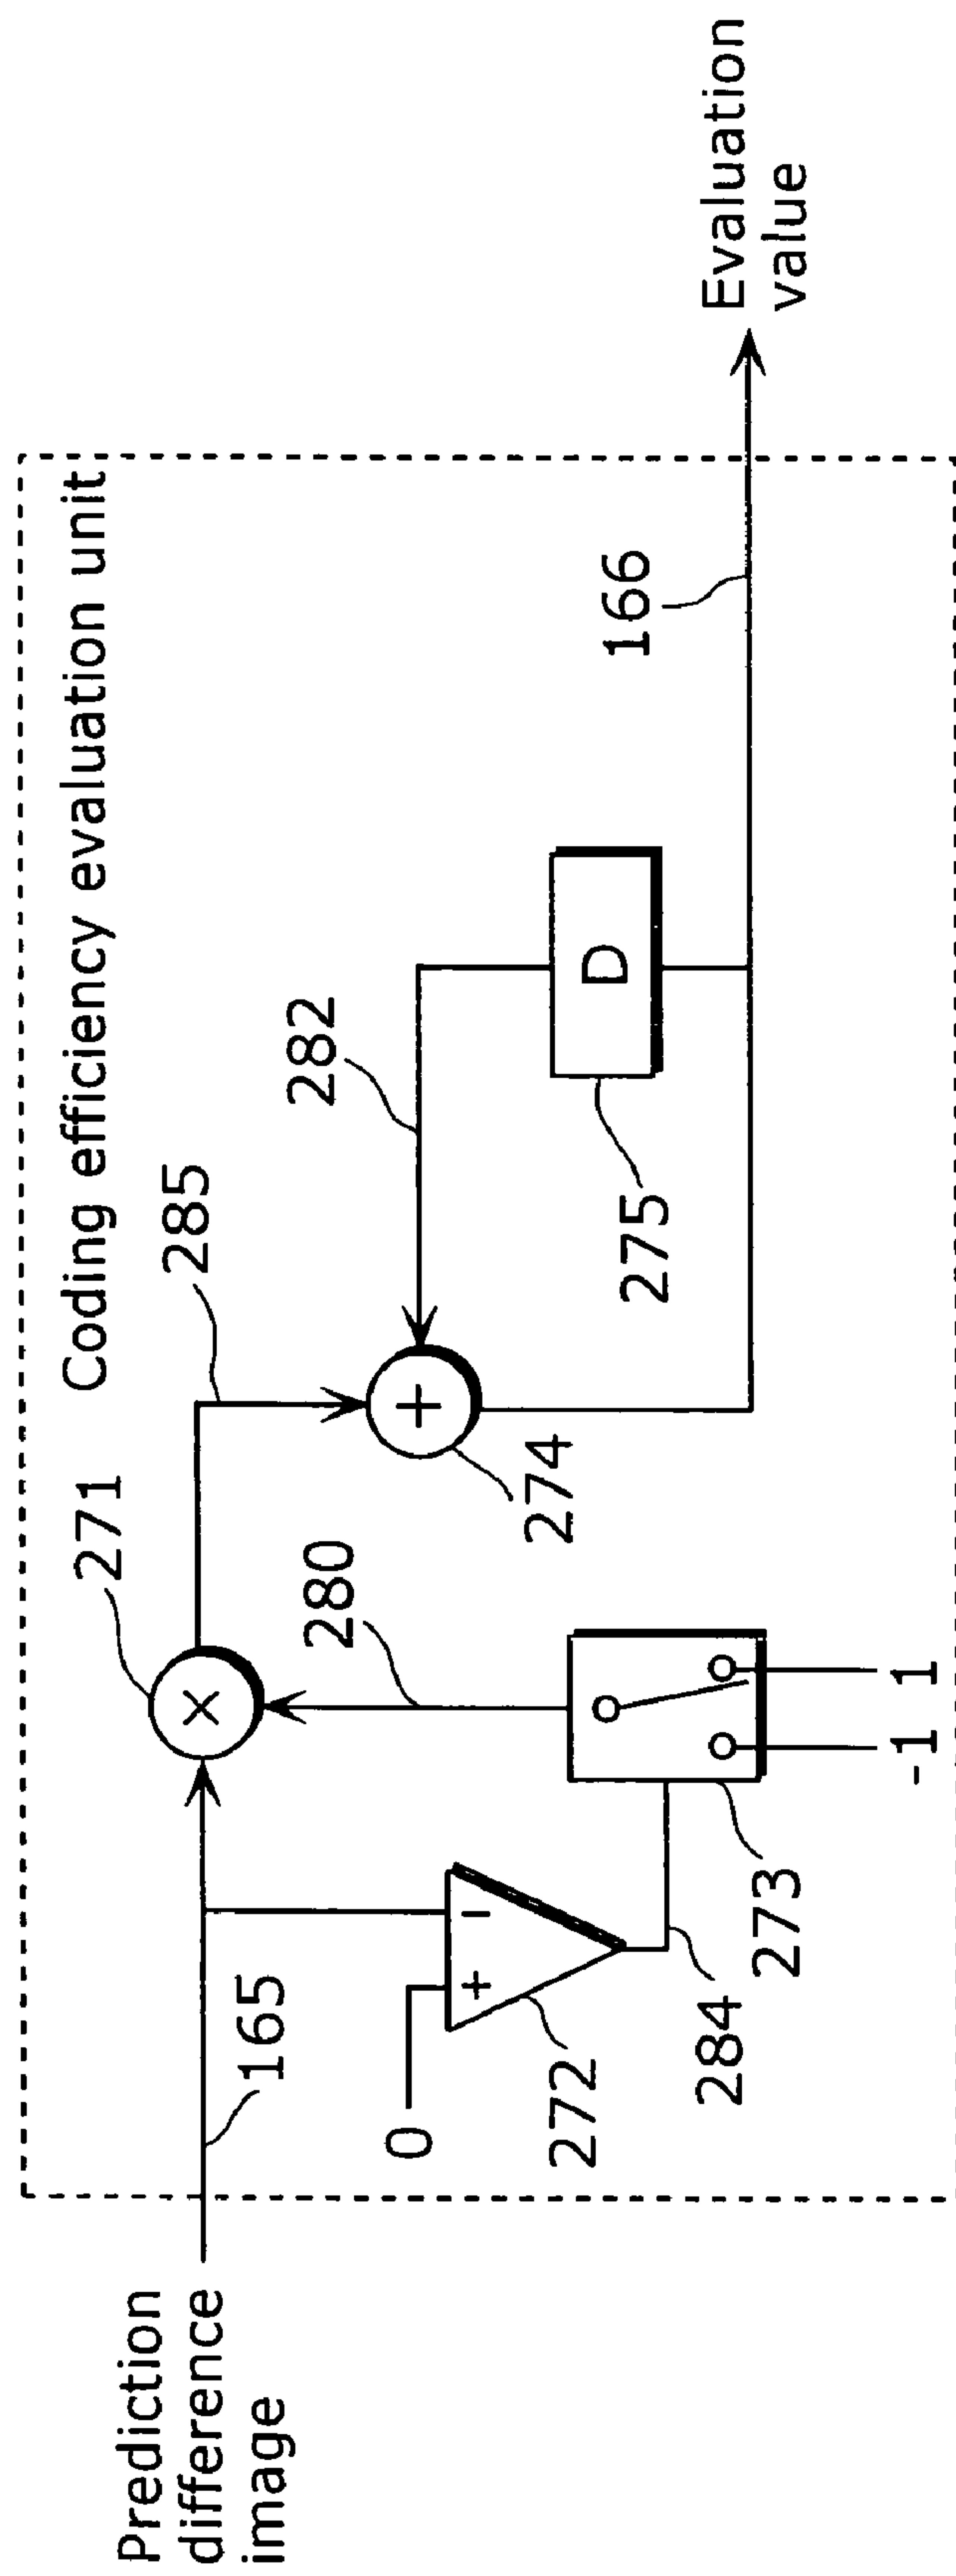 Coding efficiency evaluation unit
Prediction
difference
image
165
271
285
×
0
+
-
272
280
282
+
274
D
275
166
284
273
-1
1
Evaluation
value